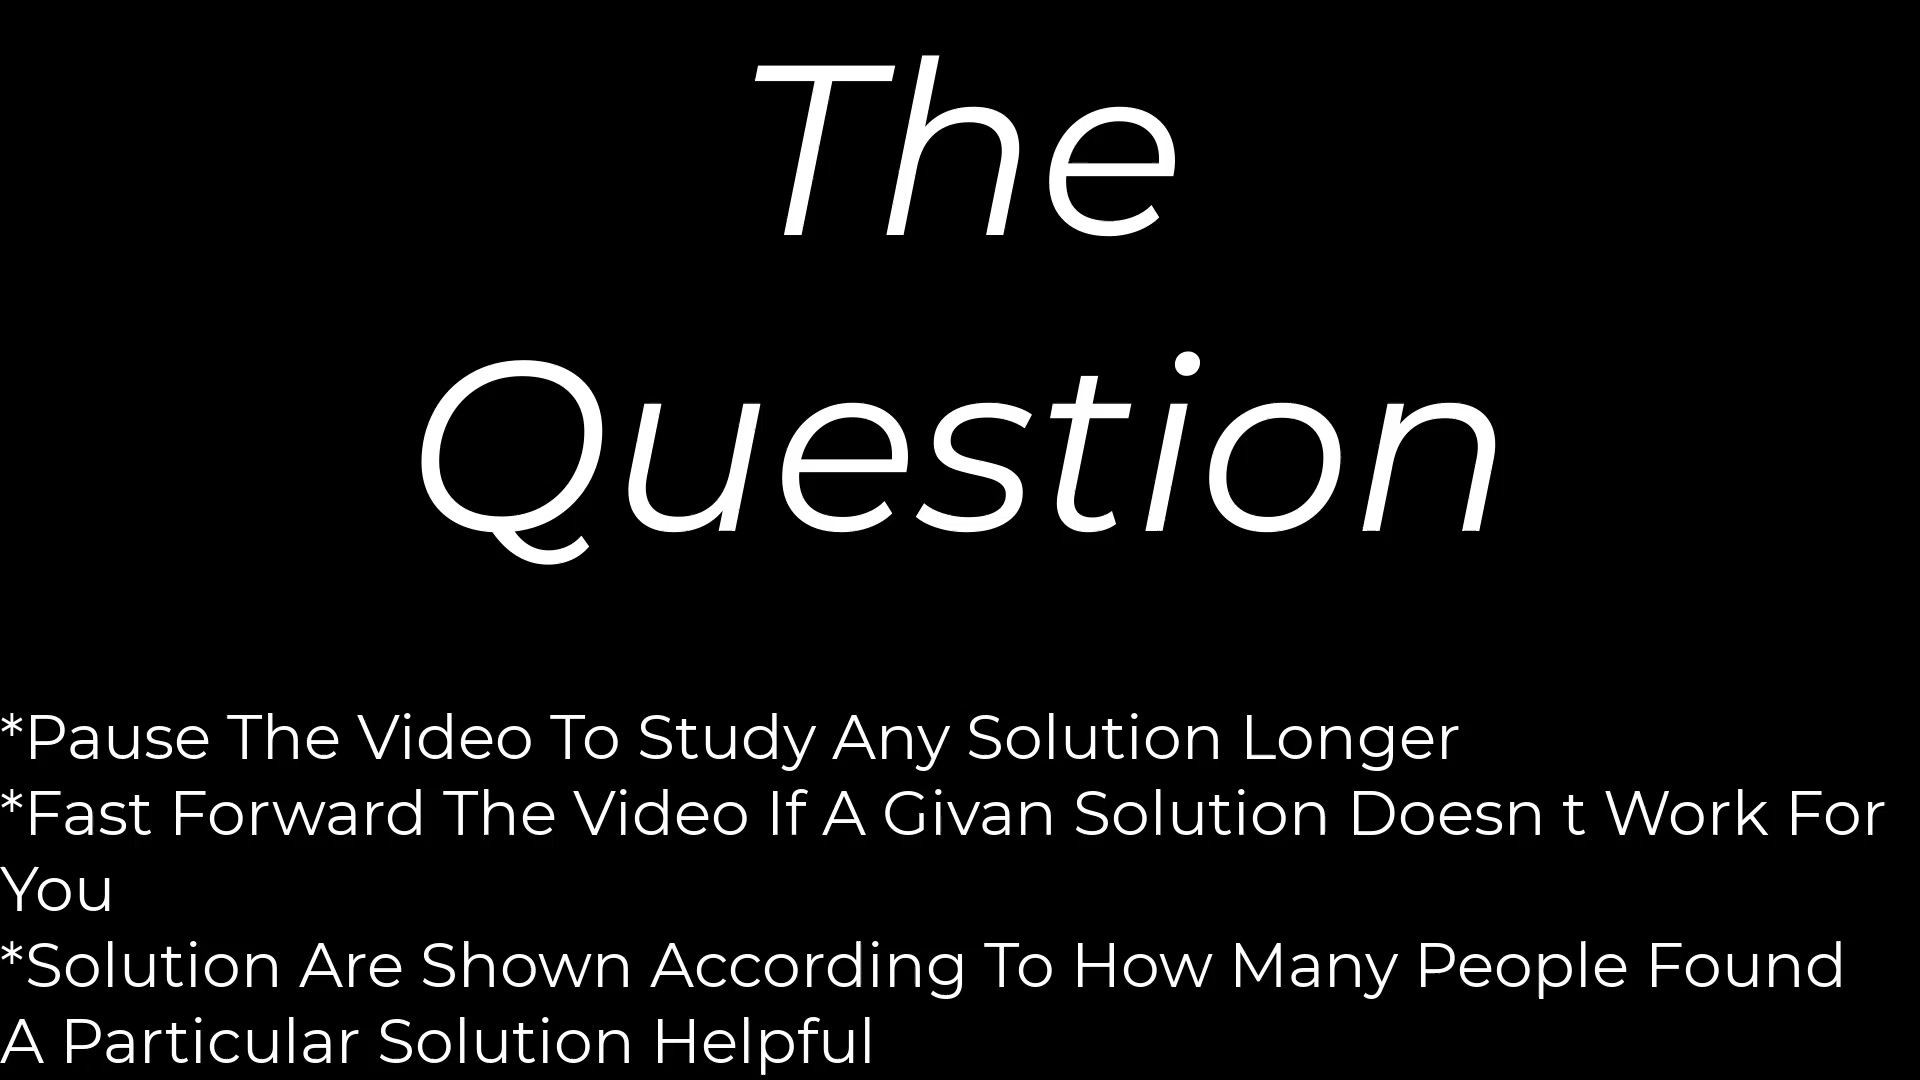 The
Question
*Pause The Video To Study Any Solution Longer
*Fast Forward The Video If A Givan Solution Doesn t Work For
You
*Solution Are Shown According To How Many People Found
A Particular Solution Helpful